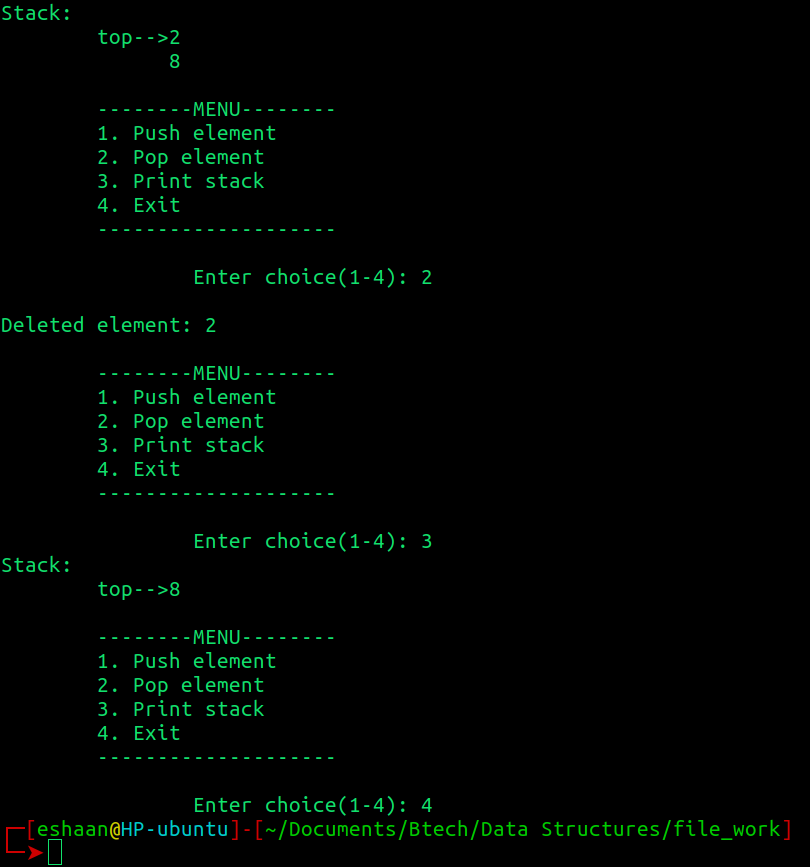 Stack:
top-->2
8
--------MENU--------
1. Push element
2. Pop element
3. Print stack
4. Exit
--------------------
Enter choice(1-4): 2
Deleted element: 2
--------MENU--------
1. Push element
2. Pop element
3. Print stack
4. Exit
--------------------
Enter choice(1-4): 3
Stack:
top-->8
--------MENU--------
1. Push element
2. Pop element
3. Print stack
4. Exit
--------------------
Enter choice(1-4): 4
[eshaan@HP-ubuntu]-[~/Documents/Btech/Data Structures/file_work]